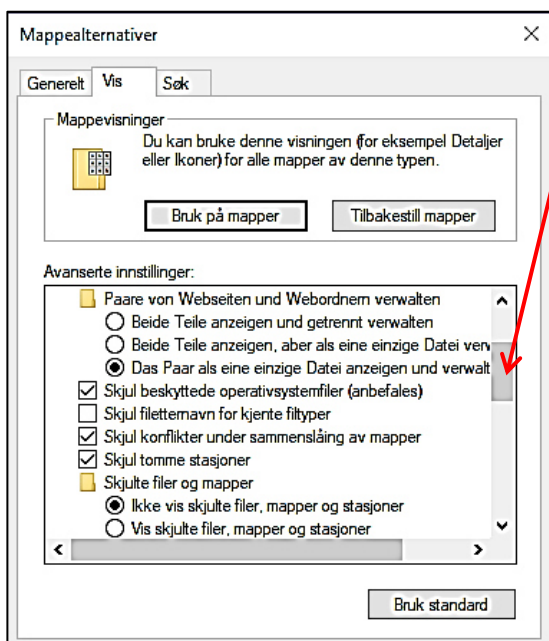 Mappealternativer
Generelt Vis Søk
Mappevisninger
Du kan bruke denne visningen (for eksempel Detaljer
eller Ikoner) for alle mapper av denne typen.
Bruk på mapper Tilbakestill mapper
Avanserte innstillinger:
Paare von Webseiten und Webordnern verwalten
Beide Teile anzeigen und getrennt verwalten
Beide Teile anzeigen, aber als eine einzige Datei verw
Das Paar als eine einzige Datei anzeigen und verwalt
Skjul beskyttede operativsystemfiler (anbefales)
Skjul filetternavn for kjente filtyper
Skjul konflikter under sammenslåing av mapper
Skjul tomme stasjoner
Skjulte filer og mapper
Ikke vis skjulte filer, mapper og stasjoner
Vis skjulte filer, mapper og stasjoner
Bruk standard